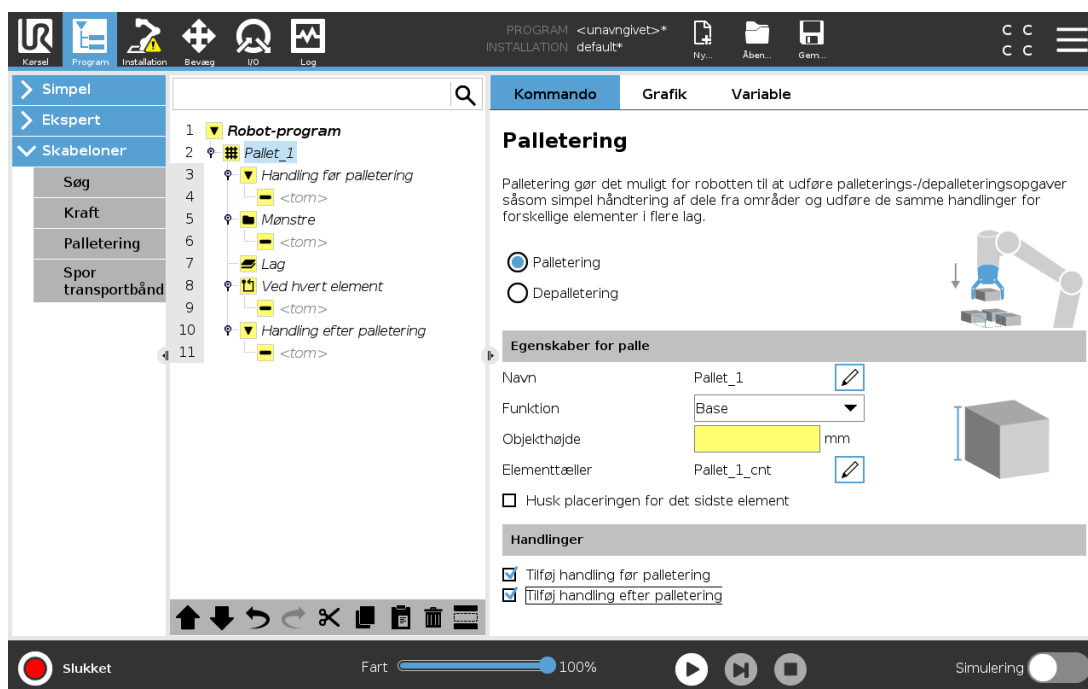 UR
Kørsel
Program
Installation
Bevæg
I/O
Log
PROGRAM <unavngivet>*
INSTALLATION default*
Ny...
Åben...
Gem...
C C
C C
Simpel
Ekspert
Skabeloner
Søg
Kraft
Palletering
Spor
transportbånd
1 Robot-program
2 Pallet_1
3 Handling før palletering
4 <tom>
5 Mønstre
6 <tom>
7 Lag
8 Ved hvert element
9 <tom>
10 Handling efter palletering
11 <tom>
Kommando Grafik Variable
Palletering
Palletering gør det muligt for robotten til at udføre palleterings-/depalleteringsopgaver
såsom simpel håndtering af dele fra områder og udføre de samme handlinger for
forskellige elementer i flere lag.
Palletering
Depalletering
Egenskaber for palle
Navn Pallet_1
Funktion Base
Objekthøjde mm
Elementtæller Pallet_1_cnt
Husk placeringen for det sidste element
Handlinger
Tilføj handling før palletering
Tilføj handling efter palletering
Slukket
Fart 100%
Simulering